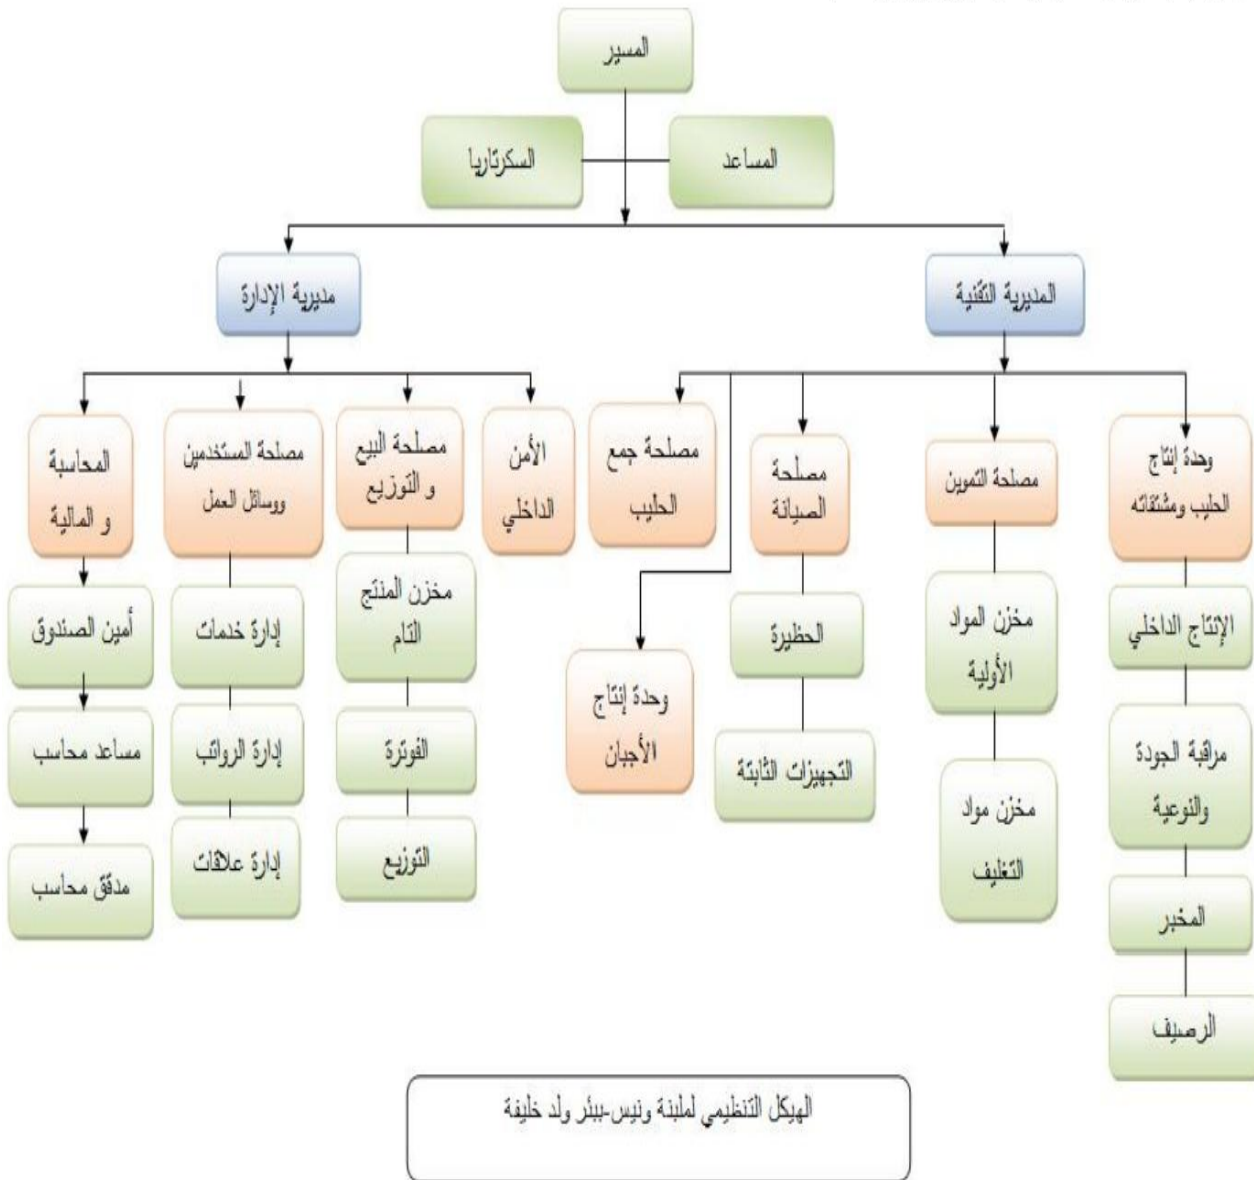 المسير
المساعد
السكرتاريا
المديرية التقنية
مديرية الإدارة
وحدة إنتاج
الحليب ومشتقاته
مصلحة التموين
مصلحة
الصيانة
مصلحة جمع
الحليب
الأمن
الداخلي
مصلحة البيع
و التوزيع
مصلحة المستخدمين
ووسائل العمل
المحاسبة
و المالية
الإنتاج الداخلي
مراقبة الجودة
والنوعية
المخبر
الرصيف
مخزن المواد
الأولية
مخزن مواد
التغليف
الحظيرة
التجهيزات الثابتة
وحدة إنتاج
الأجبان
مخزن المنتج
التام
الفوترة
التوزيع
إدارة خدمات
إدارة الرواتب
إدارة علاقات
أمين الصندوق
مساعد محاسب
مدقق محاسب
الهيكل التنظيمي لملبنة ونيس-ببئر ولد خليفة